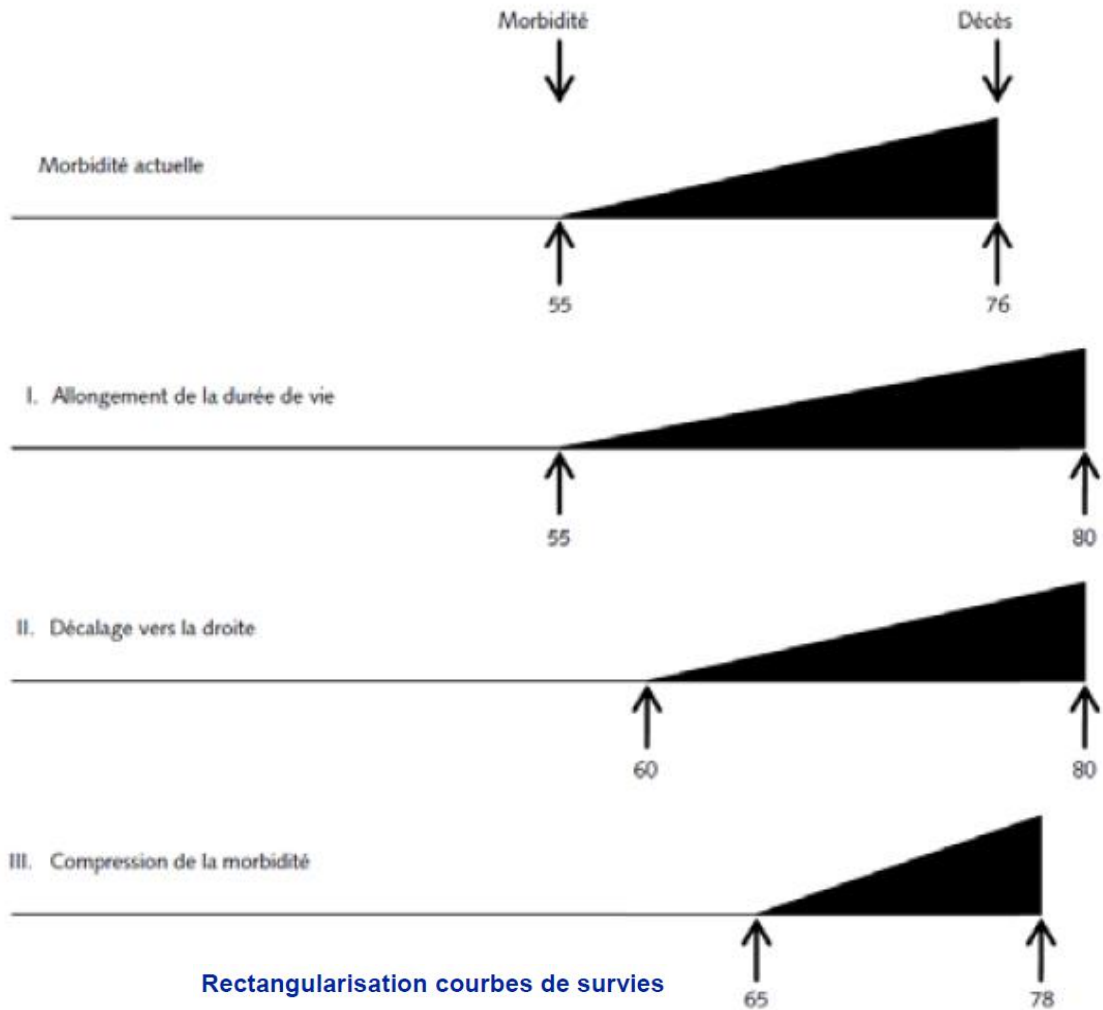 Morbidité Décès
Morbidité actuelle
55 76
I. Allongement de la durée de vie
55 80
II. Décalage vers la droite
60 80
III. Compression de la morbidité
Rectangularisation courbes de survies
65 78